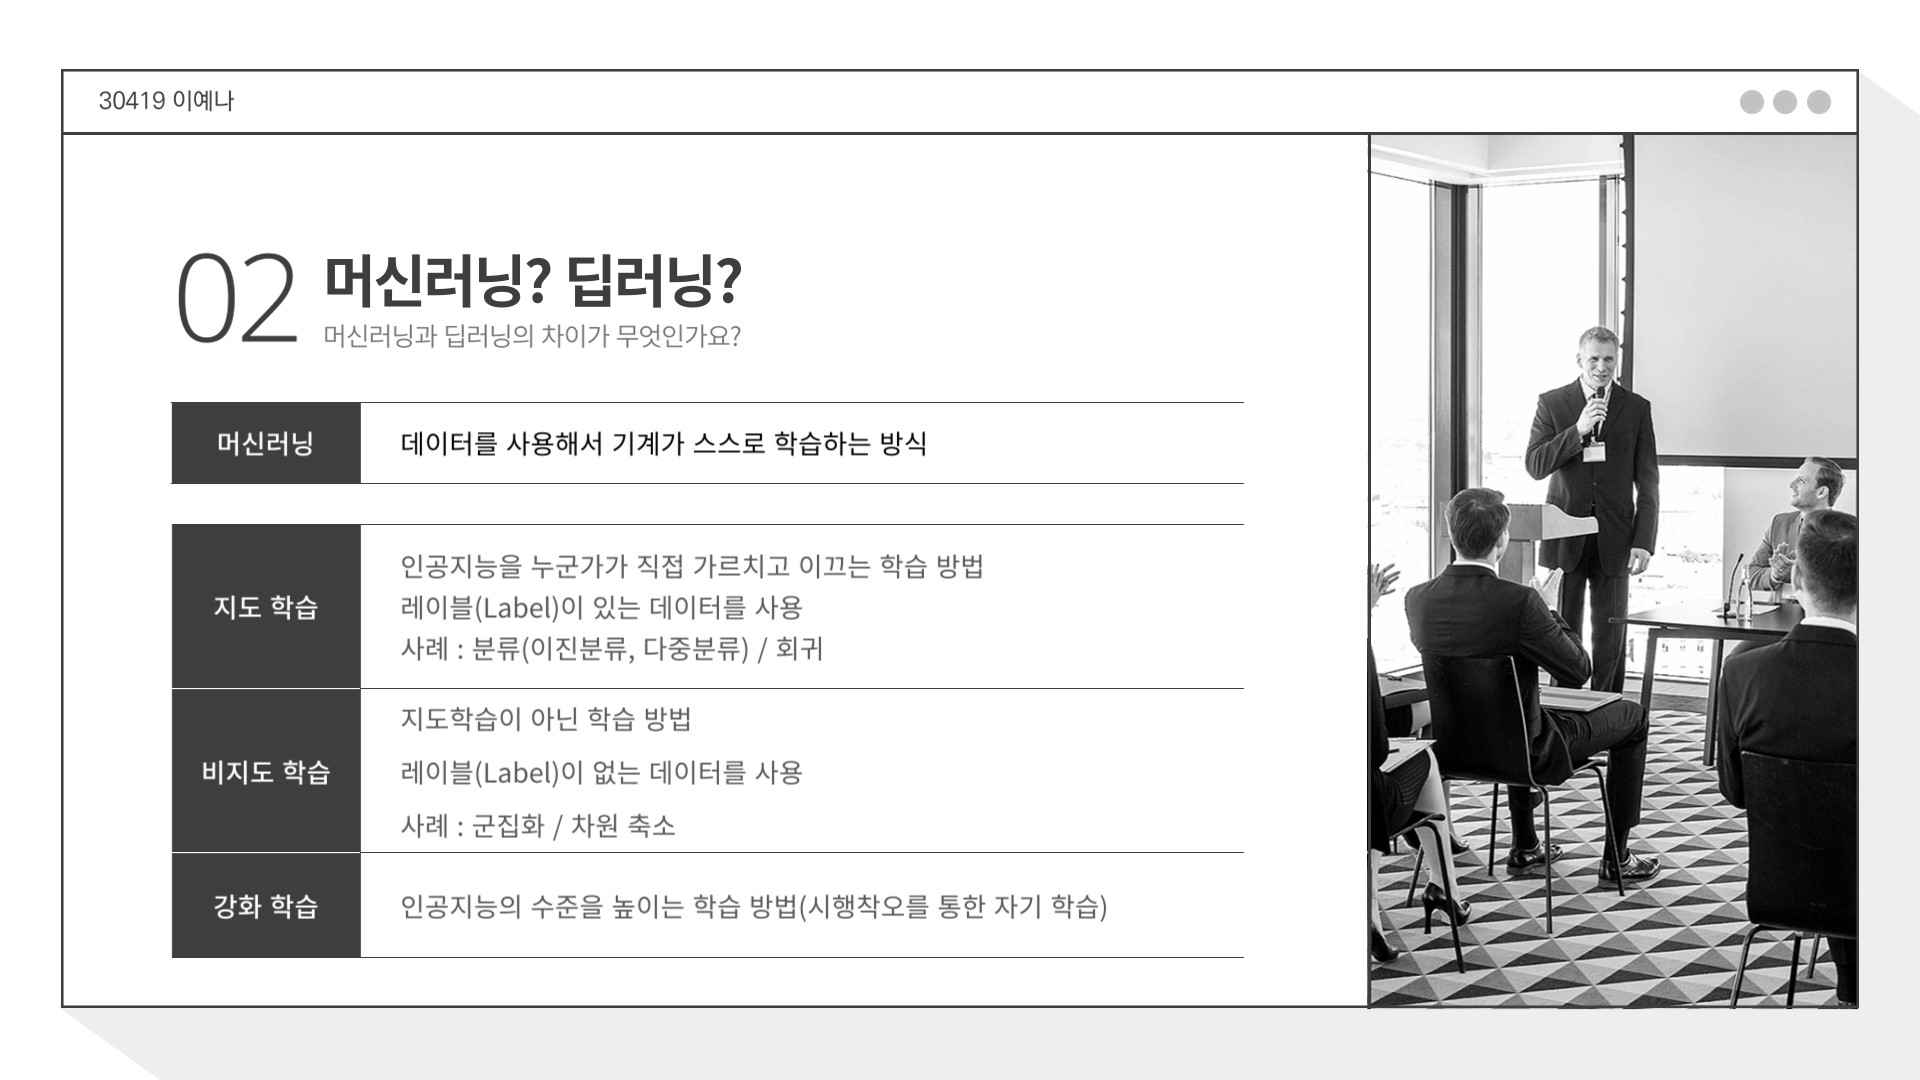 30419 이예나
02 머신러닝? 딥러닝?
머신러닝과 딥러닝의 차이가 무엇인가요?
머신러닝
데이터를 사용해서 기계가 스스로 학습하는 방식
지도 학습
인공지능을 누군가가 직접 가르치고 이끄는 학습 방법
레이블(Label)이 있는 데이터를 사용
사례 : 분류(이진분류, 다중분류) / 회귀
비지도 학습
지도학습이 아닌 학습 방법
레이블(Label)이 없는 데이터를 사용
사례 : 군집화 / 차원 축소
강화 학습
인공지능의 수준을 높이는 학습 방법(시행착오를 통한 자기 학습)